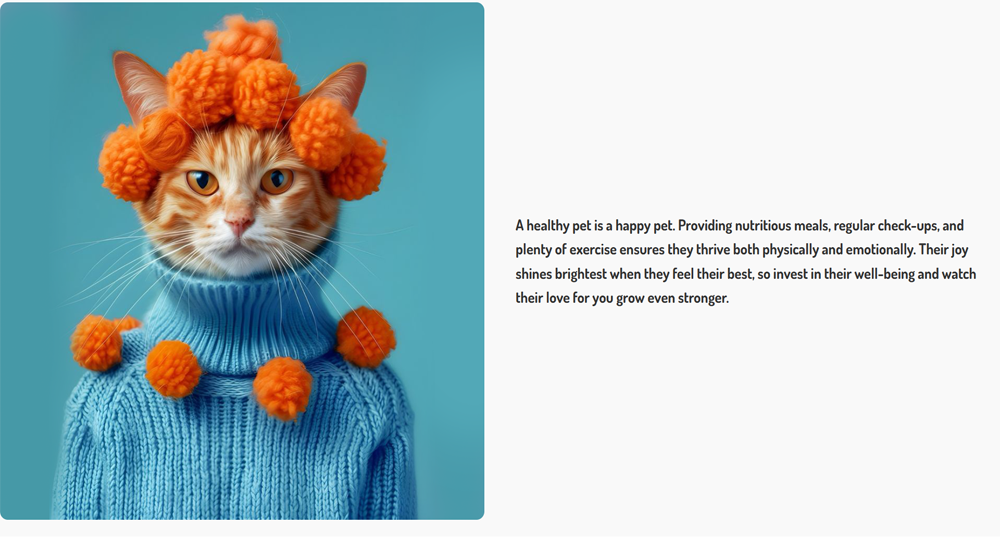 A healthy pet is a happy pet. Providing nutritious meals, regular check-ups, and
plenty of exercise ensures they thrive both physically and emotionally. Their joy
shines brightest when they feel their best, so invest in their well-being and watch
their love for you grow even stronger.